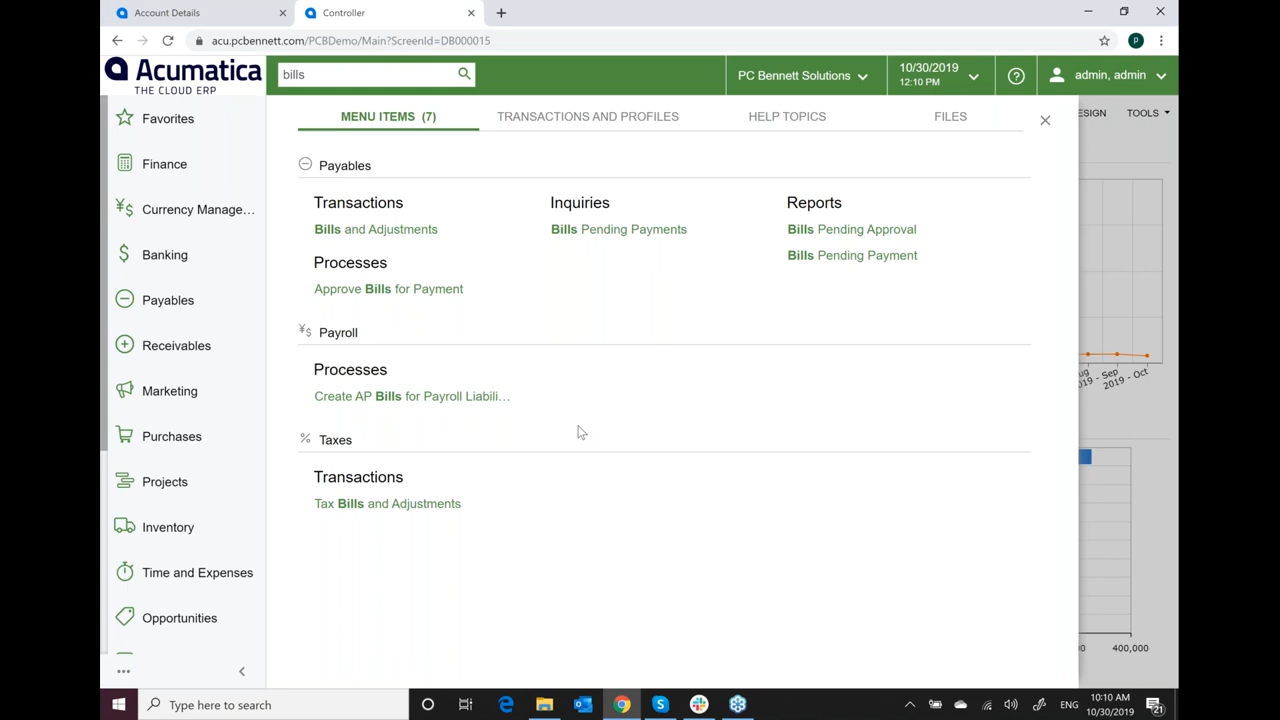 Account Details
Controller
acu.pcbennett.com/PCBDemo/Main?ScreenId=DB000015
P
Acumatica
THE CLOUD ERP
bills
PC Bennett Solutions
10/30/2019
12:10 PM
admin, admin
Favorites
Finance
Currency Manage…
Banking
Payables
Receivables
Marketing
Purchases
Projects
Inventory
Time and Expenses
Opportunities
MENU ITEMS (7)
TRANSACTIONS AND PROFILES
HELP TOPICS
FILES
ESIGN
TOOLS
Payables
Transactions
Inquiries
Reports
Bills and Adjustments
Bills Pending Payments
Bills Pending Approval
Processes
Bills Pending Payment
Approve Bills for Payment
Payroll
Processes
Create AP Bills for Payroll Liabili…
Taxes
Transactions
Tax Bills and Adjustments
2019 - Sep
2019 - Oct
400,000
Type here to search
ENG
10:10 AM
10/30/2019
21